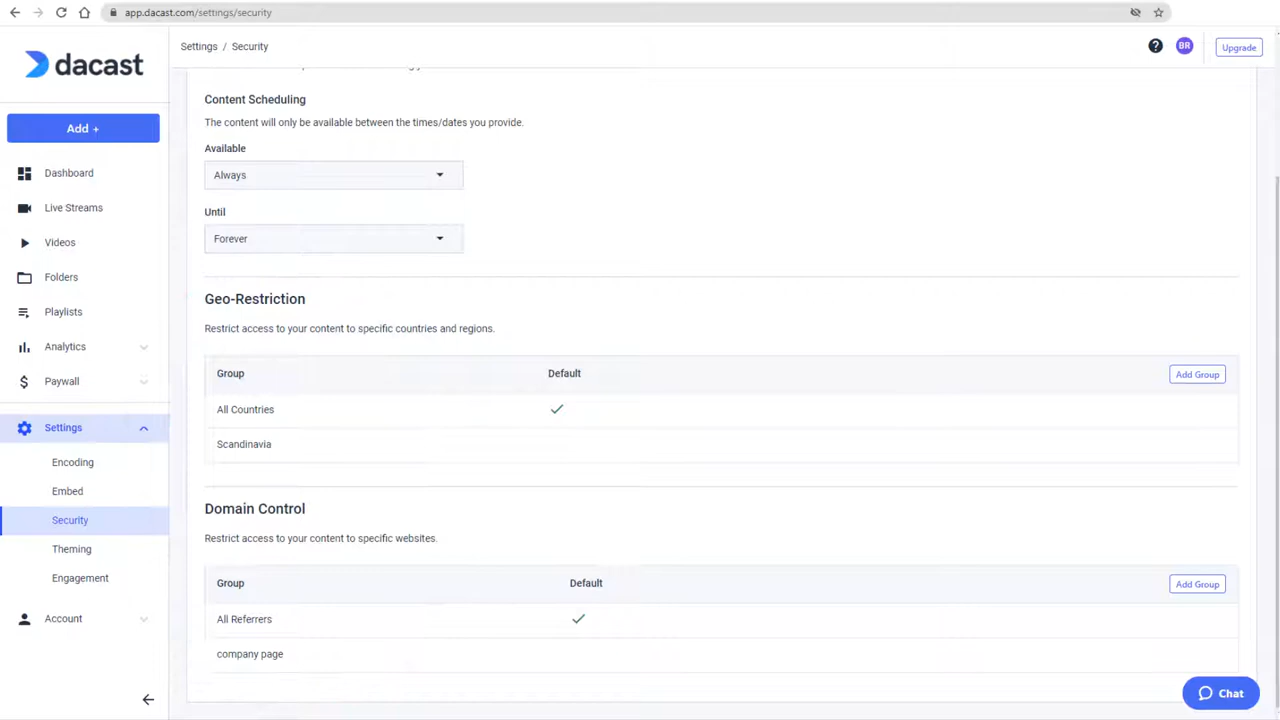 app.dacast.com/settings/security
dacast
Settings / Security
BR
Upgrade
Add +
Dashboard
Live Streams
Videos
Folders
Playlists
Analytics
Paywall
Settings
Encoding
Embed
Security
Theming
Engagement
Account
Content Scheduling
The content will only be available between the times/dates you provide.
Available
Always
Until
Forever
Geo-Restriction
Restrict access to your content to specific countries and regions.
Group Default Add Group
All Countries
Scandinavia
Domain Control
Restrict access to your content to specific websites.
Group Default Add Group
All Referrers
company page
Chat